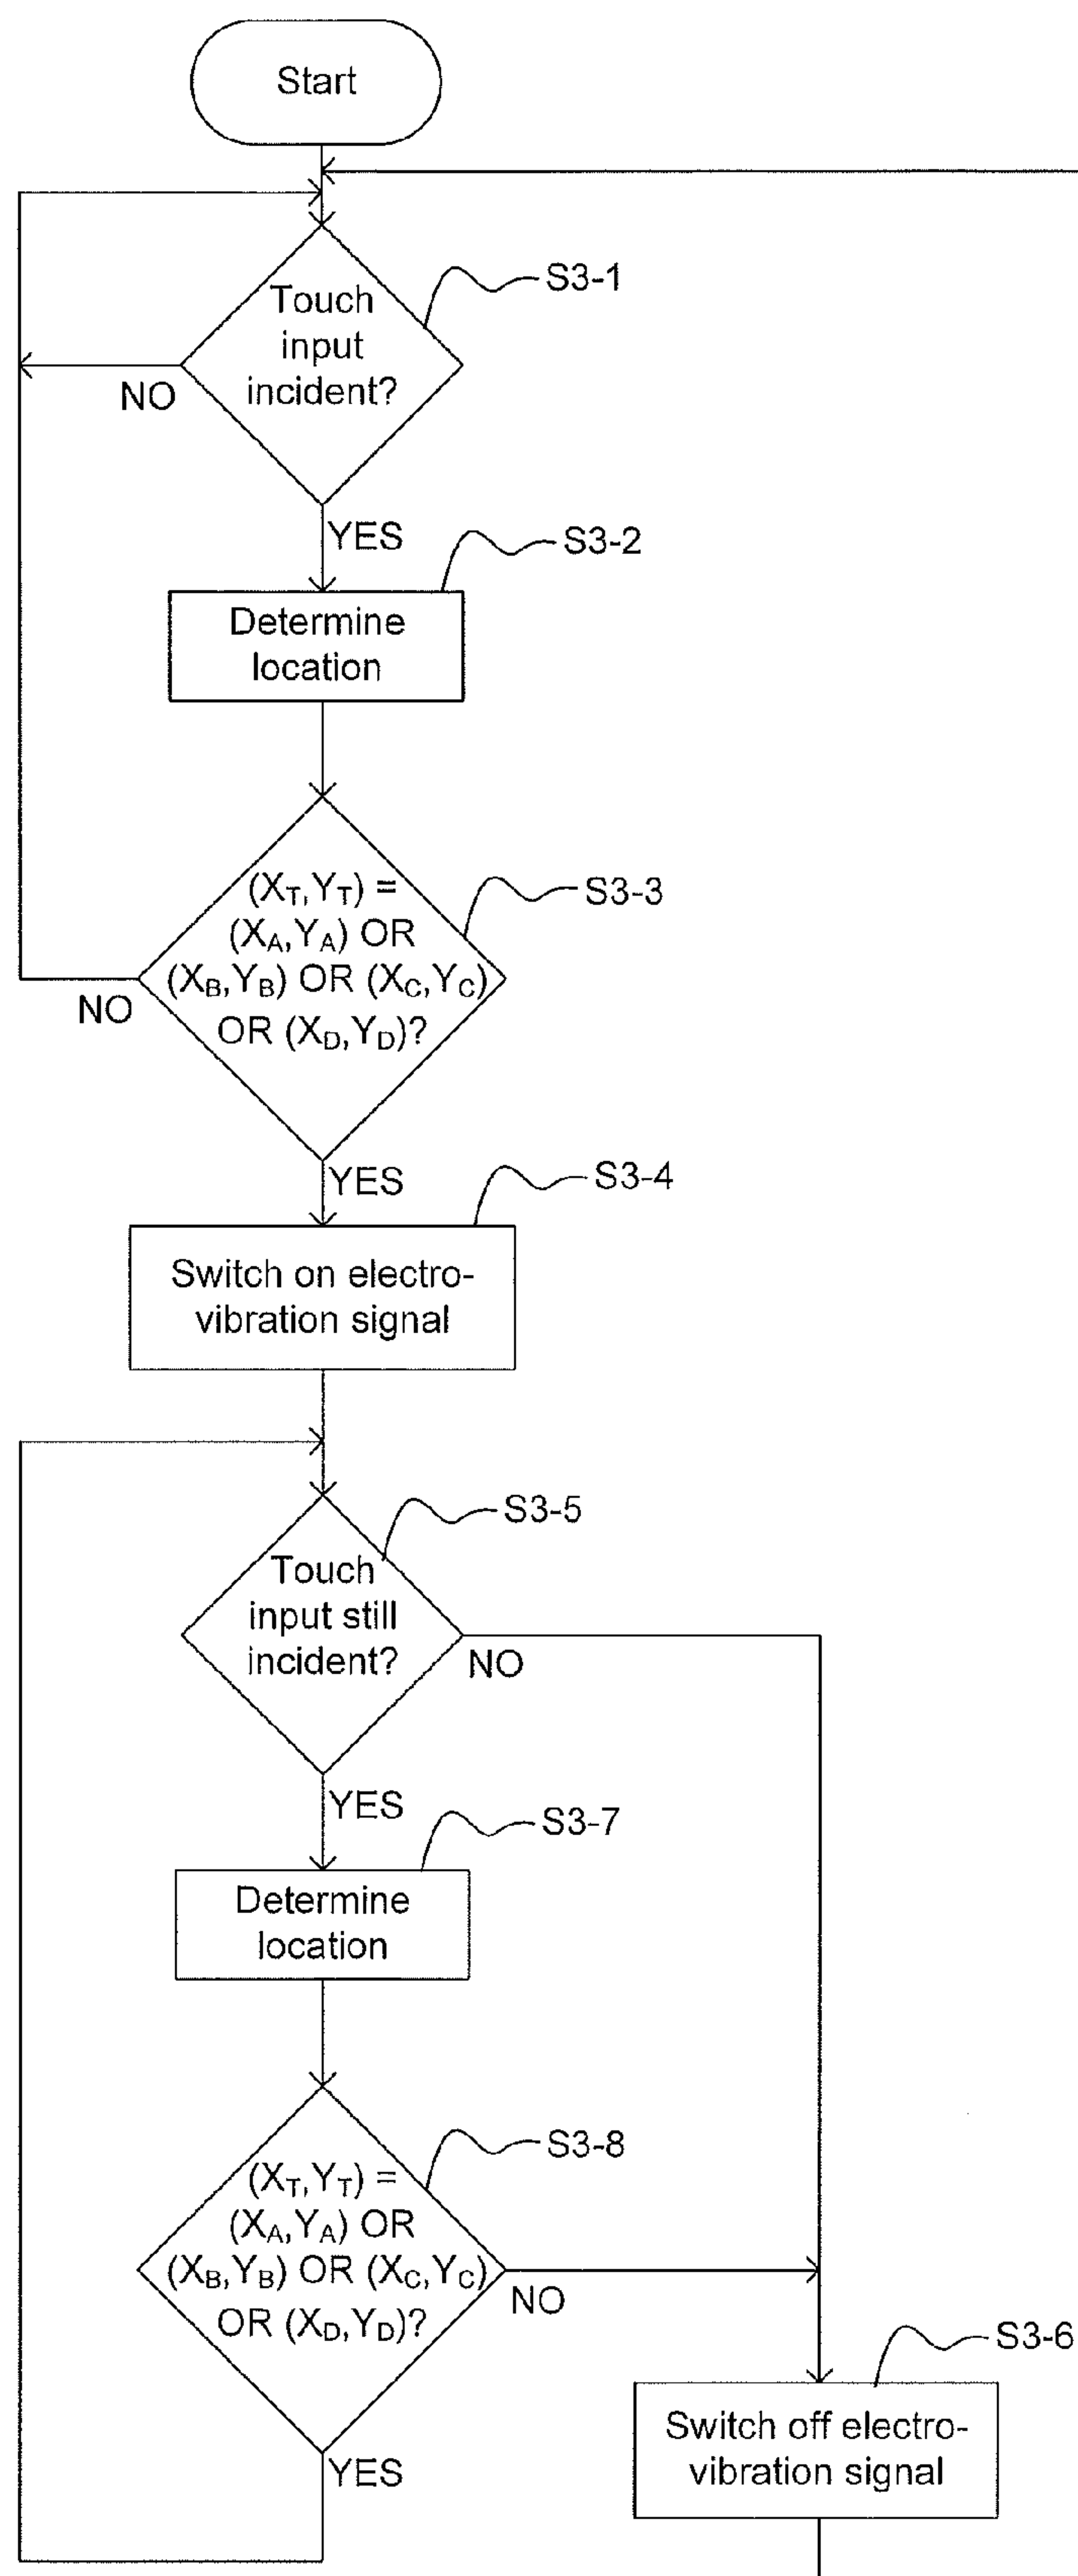 Start
S3-1
Touch
input
incident?
NO
YES
S3-2
Determine
location
S3-3
(X_T,Y_T) =
(X_A,Y_A) OR
(X_B,Y_B) OR (X_C,Y_C)
OR (X_D,Y_D)?
NO
YES
S3-4
Switch on electro-
vibration signal
S3-5
Touch
input still
incident?
NO
YES
S3-7
Determine
location
S3-8
(X_T,Y_T) =
(X_A,Y_A) OR
(X_B,Y_B) OR (X_C,Y_C)
OR (X_D,Y_D)?
NO
YES
S3-6
Switch off electro-
vibration signal